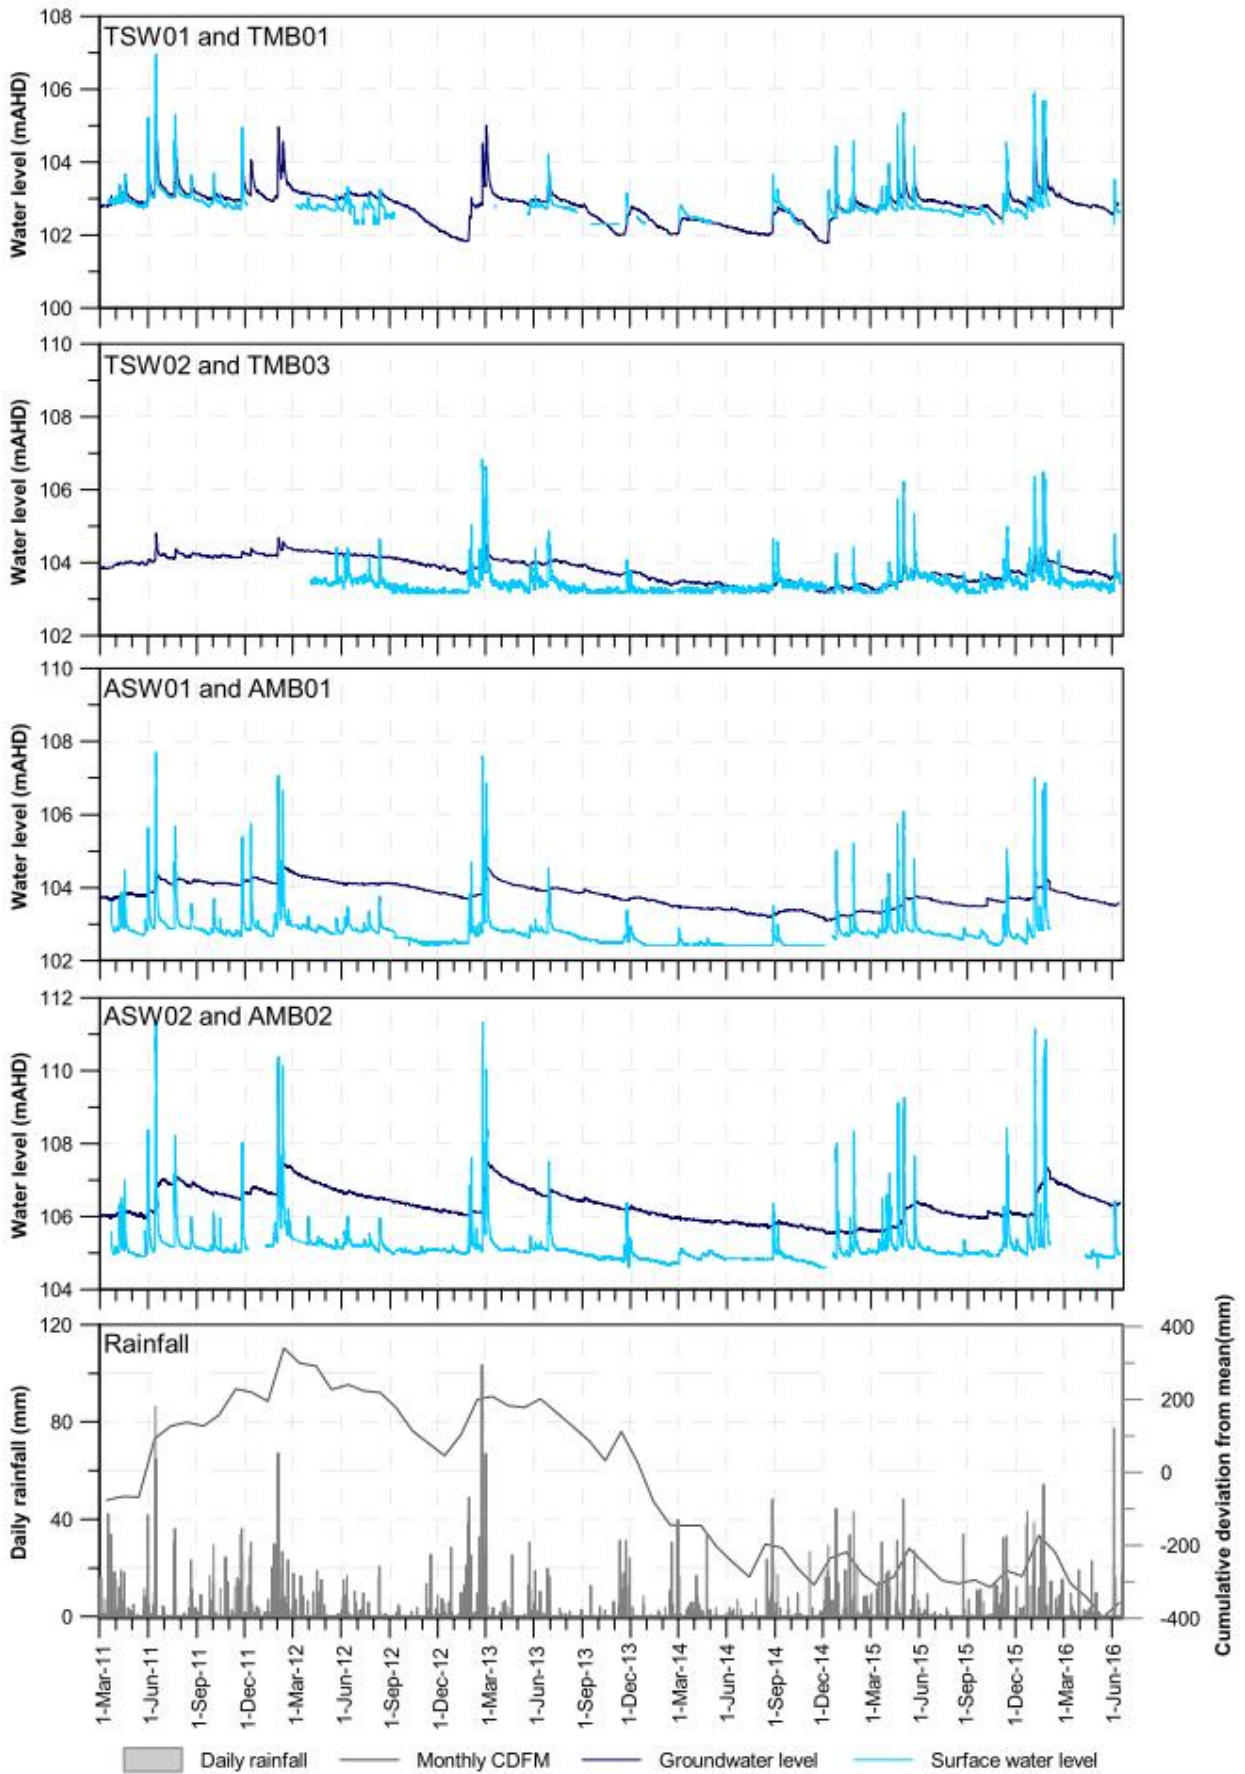 TSW01 and TMB01
Water level (mAHD)
108
106
104
102
100
TSW02 and TMB03
Water level (mAHD)
110
108
106
104
102
ASW01 and AMB01
Water level (mAHD)
110
108
106
104
102
ASW02 and AMB02
Water level (mAHD)
112
110
108
106
104
Rainfall
Daily rainfall (mm)
120
80
40
0
400
200
0
-200
-400
Cumulative deviation from mean(mm)
1-Mar-11
1-Jun-11
1-Sep-11
1-Dec-11
1-Mar-12
1-Jun-12
1-Sep-12
1-Dec-12
1-Mar-13
1-Jun-13
1-Sep-13
1-Dec-13
1-Mar-14
1-Jun-14
1-Sep-14
1-Dec-14
1-Mar-15
1-Jun-15
1-Sep-15
1-Dec-15
1-Mar-16
1-Jun-16
Daily rainfall Monthly CDFM Groundwater level Surface water level